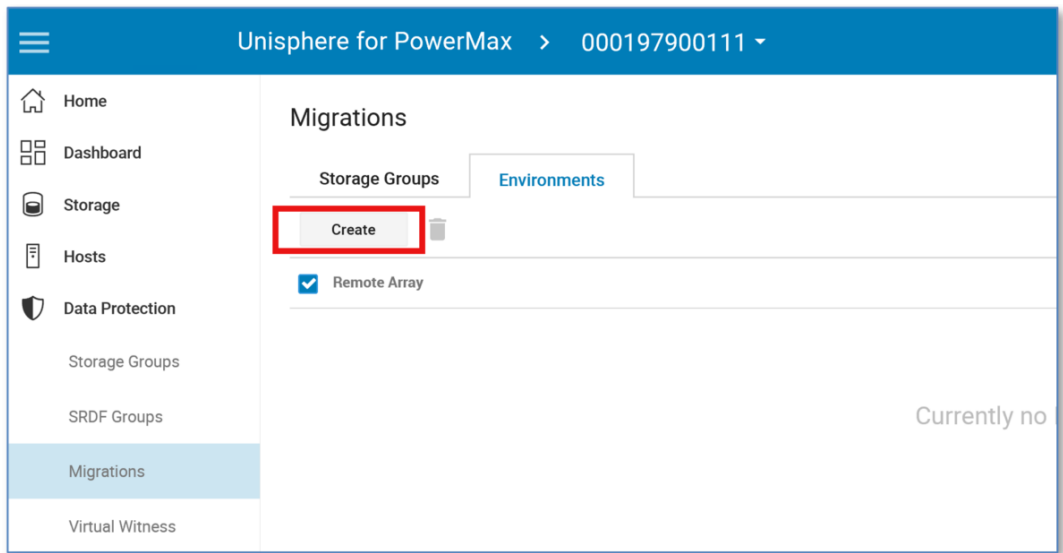 Unisphere for PowerMax > 000197900111
Home
Dashboard
Storage
Hosts
Data Protection
Storage Groups
SRDF Groups
Migrations
Virtual Witness
Migrations
Storage Groups Environments
Create
Remote Array
Currently no